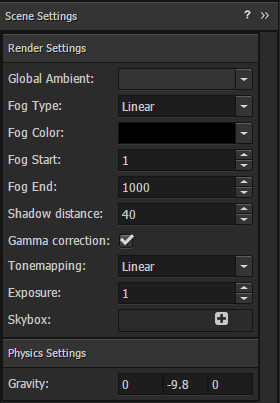 Scene Settings ? »
Render Settings
Global Ambient:
Fog Type: Linear
Fog Color:
Fog Start: 1
Fog End: 1000
Shadow distance: 40
Gamma correction:
Tonemapping: Linear
Exposure: 1
Skybox:
Physics Settings
Gravity: 0 -9.8 0